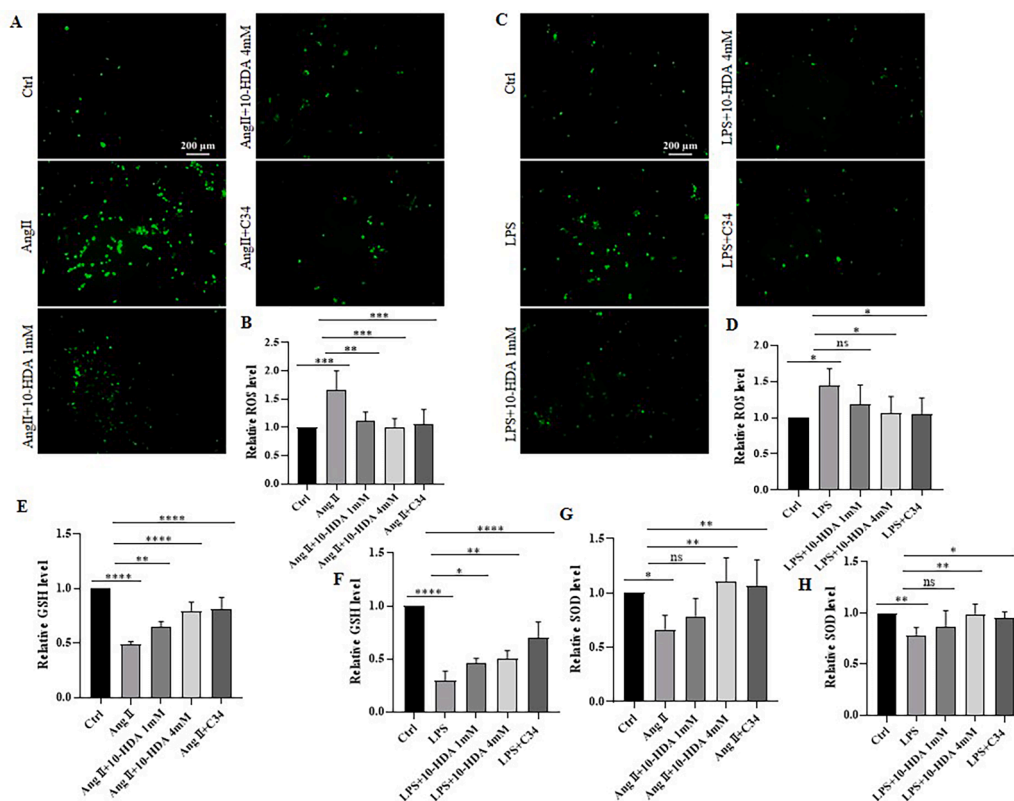 A
Ctrl
200 µm
AngII
AngII+10-HDA 1mM
AngII+10-HDA 4mM
AngII+C34
C
Ctrl
200 µm
LPS
LPS+10-HDA 1mM
LPS+10-HDA 4mM
LPS+C34
B
***
***
**
***
Relative ROS level
2.5
2.0
1.5
1.0
0.5
0.0
Ctrl
Ang II
Ang II+10-HDA 1mM
Ang II+10-HDA 4mM
Ang II+C34
D
*
*
ns
*
Relative ROS level
2.0
1.5
1.0
0.5
0.0
Ctrl
LPS
LPS+10-HDA 1mM
LPS+10-HDA 4mM
LPS+C34
E
****
****
**
****
Relative GSH level
1.5
1.0
0.5
0.0
Ctrl
Ang II
Ang II+10-HDA 1mM
Ang II+10-HDA 4mM
Ang II+C34
F
****
**
*
****
Relative GSH level
1.5
1.0
0.5
0.0
Ctrl
LPS
LPS+10-HDA 1mM
LPS+10-HDA 4mM
LPS+C34
G
**
**
ns
*
Relative SOD level
1.5
1.0
0.5
0.0
Ctrl
Ang II
Ang II+10-HDA 1mM
Ang II+10-HDA 4mM
Ang II+C34
H
*
**
ns
**
Relative SOD level
1.5
1.0
0.5
0.0
Ctrl
LPS
LPS+10-HDA 1mM
LPS+10-HDA 4mM
LPS+C34